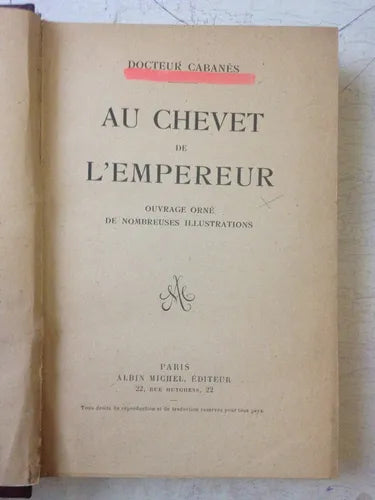 DOCTEUR CABANÈS
AU CHEVET
DE
L'EMPEREUR
OUVRAGE ORNÉ
DE NOMBREUSES ILLUSTRATIONS
AM
PARIS
ALBIN MICHEL, ÉDITEUR
22, RUE HUYGHENS, 22
Tous droits de reproduction et de traduction réservés pour tous pays.